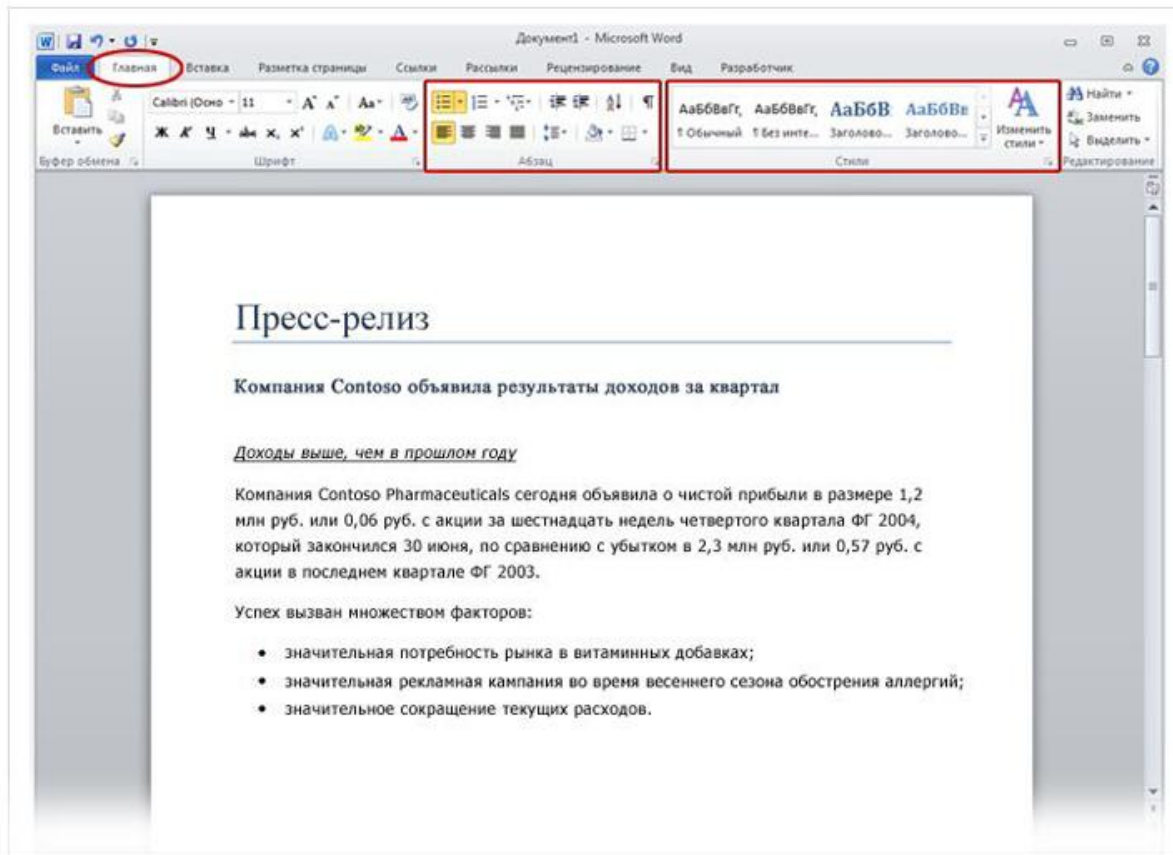 Документ1 - Microsoft Word
Файл Главная Вставка Разметка страницы Ссылки Рассылки Рецензирование Вид Разработчик
Calibri (Осно 11 Aa
Вставить
Ж К Ч abc x, x' A
АаБбВвГг, АаБбВвГг, АаБбВ АаБбВв
¶ Обычный ¶ Без инте... Заголово... Заголово...
Изменить стили
Найти
Заменить
Выделить
Буфер обмена Шрифт Абзац Стили Редактирование
Пресс-релиз
Компания Contoso объявила результаты доходов за квартал
Доходы выше, чем в прошлом году
Компания Contoso Pharmaceuticals сегодня объявила о чистой прибыли в размере 1,2
млн руб. или 0,06 руб. с акции за шестнадцать недель четвертого квартала ФГ 2004,
который закончился 30 июня, по сравнению с убытком в 2,3 млн руб. или 0,57 руб. с
акции в последнем квартале ФГ 2003.
Успех вызван множеством факторов:
• значительная потребность рынка в витаминных добавках;
• значительная рекламная кампания во время весеннего сезона обострения аллергий;
• значительное сокращение текущих расходов.